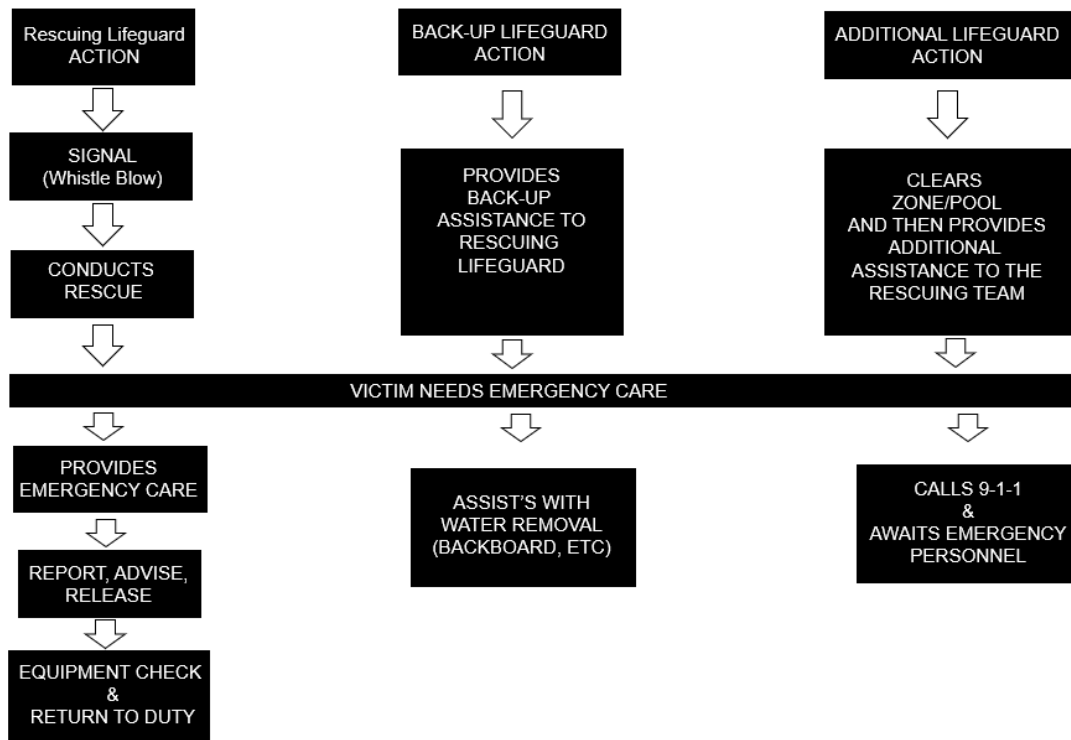 Rescuing Lifeguard
ACTION
BACK-UP LIFEGUARD
ACTION
ADDITIONAL LIFEGUARD
ACTION
SIGNAL
(Whistle Blow)
PROVIDES
BACK-UP
ASSISTANCE TO
RESCUING
LIFEGUARD
CLEARS
ZONE/POOL
AND THEN PROVIDES
ADDITIONAL
ASSISTANCE TO THE
RESCUING TEAM
CONDUCTS
RESCUE
VICTIM NEEDS EMERGENCY CARE
PROVIDES
EMERGENCY CARE
ASSIST’S WITH
WATER REMOVAL
(BACKBOARD, ETC)
CALLS 9-1-1
&
AWAITS EMERGENCY
PERSONNEL
REPORT, ADVISE,
RELEASE
EQUIPMENT CHECK
&
RETURN TO DUTY